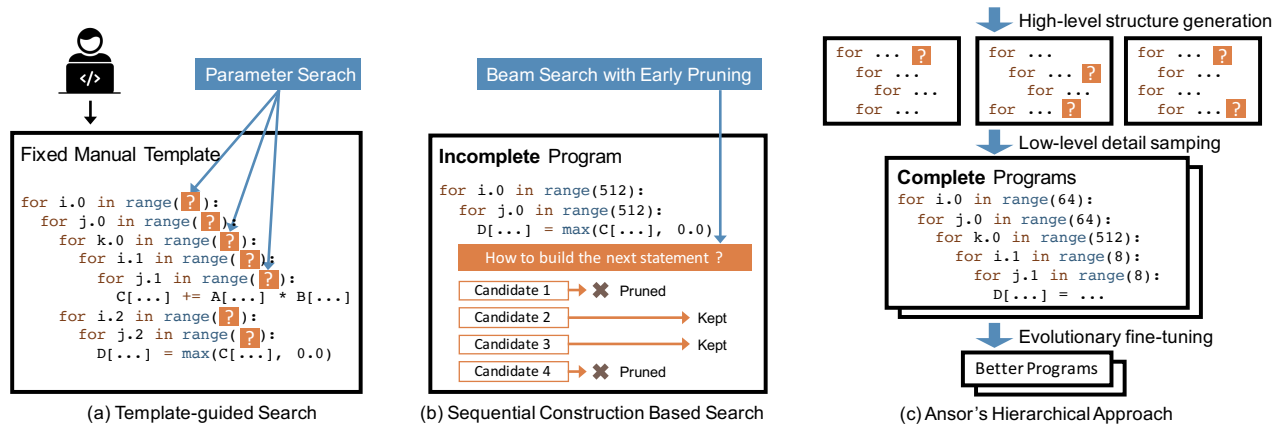 </>
Parameter Serach
Fixed Manual Template
for i.0 in range( ? ):
for j.0 in range( ? ):
for k.0 in range( ? ):
for i.1 in range( ? ):
for j.1 in range( ? ):
C[...] += A[...] * B[...]
for i.2 in range( ? ):
for j.2 in range( ? ):
D[...] = max(C[...], 0.0)
(a) Template-guided Search
Beam Search with Early Pruning
Incomplete Program
for i.0 in range(512):
for j.0 in range(512):
D[...] = max(C[...], 0.0)
How to build the next statement ?
Candidate 1 Pruned
Candidate 2 Kept
Candidate 3 Kept
Candidate 4 Pruned
(b) Sequential Construction Based Search
High-level structure generation
for ... ?
for ...
for ...
for ...
for ...
for ... ?
for ...
for ... ?
for ... ?
for ...
for ...
for ... ?
Low-level detail sampling
Complete Programs
for i.0 in range(64):
for j.0 in range(64):
for k.0 in range(512):
for i.1 in range(8):
for j.1 in range(8):
D[...] = ...
Evolutionary fine-tuning
Better Programs
(c) Ansor's Hierarchical Approach